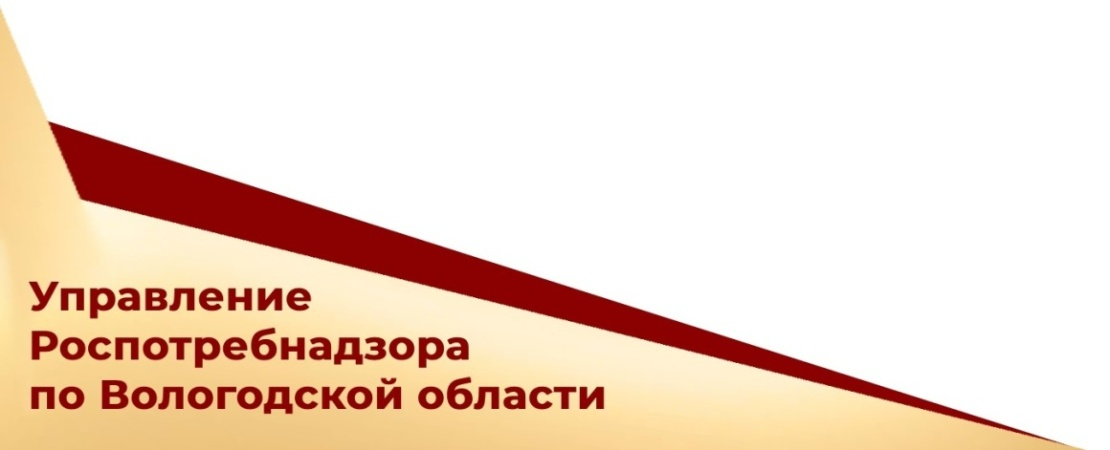 Управление
Роспотребнадзора
по Вологодской области